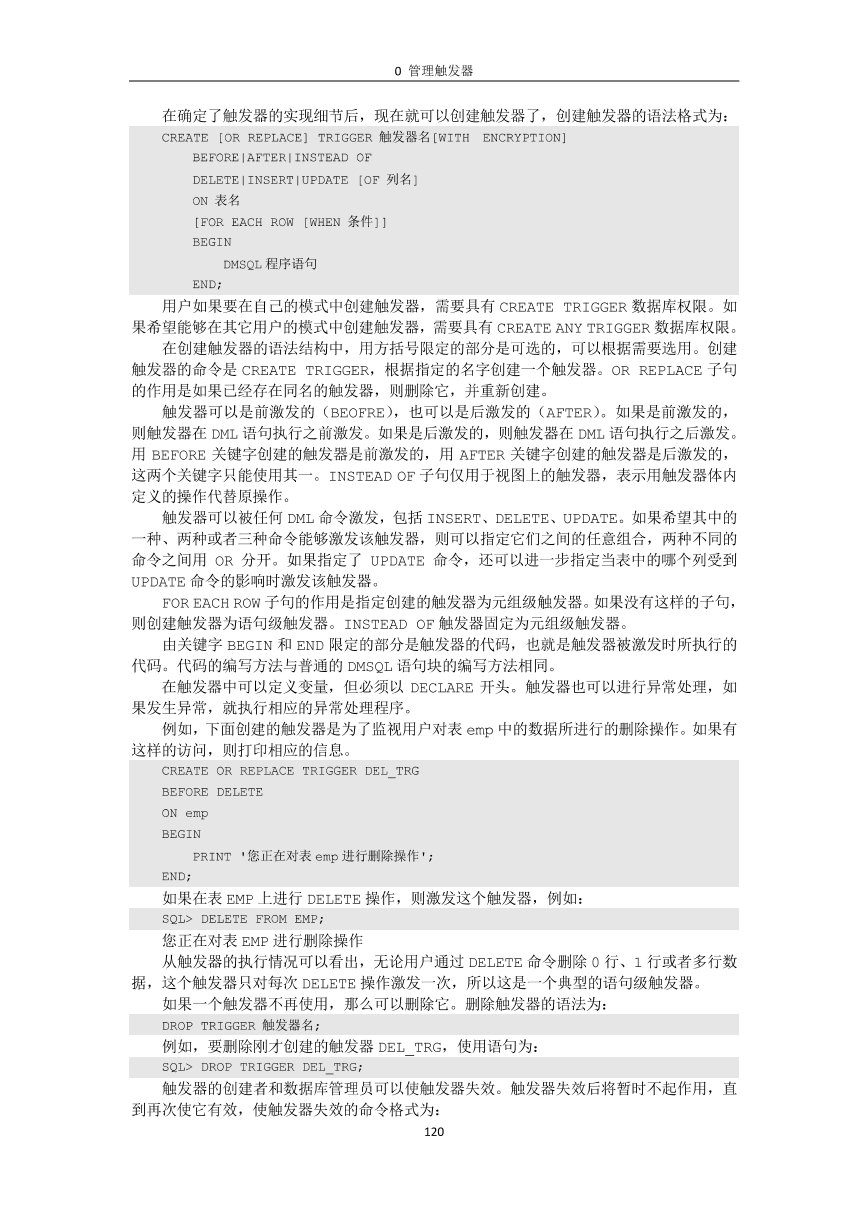 0 管理触发器
在确定了触发器的实现细节后，现在就可以创建触发器了，创建触发器的语法格式为：
CREATE [OR REPLACE] TRIGGER 触发器名[WITH ENCRYPTION]
BEFORE|AFTER|INSTEAD OF
DELETE|INSERT|UPDATE [OF 列名]
ON 表名
[FOR EACH ROW [WHEN 条件]]
BEGIN
DMSQL 程序语句
END;
用户如果要在自己的模式中创建触发器，需要具有 CREATE TRIGGER 数据库权限。如
果希望能够在其它用户的模式中创建触发器，需要具有 CREATE ANY TRIGGER 数据库权限。
在创建触发器的语法结构中，用方括号限定的部分是可选的，可以根据需要选用。创建
触发器的命令是 CREATE TRIGGER，根据指定的名字创建一个触发器。OR REPLACE 子句
的作用是如果已经存在同名的触发器，则删除它，并重新创建。
触发器可以是前激发的（BEOFRE），也可以是后激发的（AFTER）。如果是前激发的，
则触发器在 DML 语句执行之前激发。如果是后激发的，则触发器在 DML 语句执行之后激发。
用 BEFORE 关键字创建的触发器是前激发的，用 AFTER 关键字创建的触发器是后激发的，
这两个关键字只能使用其一。INSTEAD OF 子句仅用于视图上的触发器，表示用触发器体内
定义的操作代替原操作。
触发器可以被任何 DML 命令激发，包括 INSERT、DELETE、UPDATE。如果希望其中的
一种、两种或者三种命令能够激发该触发器，则可以指定它们之间的任意组合，两种不同的
命令之间用 OR 分开。如果指定了 UPDATE 命令，还可以进一步指定当表中的哪个列受到
UPDATE 命令的影响时激发该触发器。
FOR EACH ROW 子句的作用是指定创建的触发器为元组级触发器。如果没有这样的子句，
则创建触发器为语句级触发器。INSTEAD OF 触发器固定为元组级触发器。
由关键字 BEGIN 和 END 限定的部分是触发器的代码，也就是触发器被激发时所执行的
代码。代码的编写方法与普通的 DMSQL 语句块的编写方法相同。
在触发器中可以定义变量，但必须以 DECLARE 开头。触发器也可以进行异常处理，如
果发生异常，就执行相应的异常处理程序。
例如，下面创建的触发器是为了监视用户对表 emp 中的数据所进行的删除操作。如果有
这样的访问，则打印相应的信息。
CREATE OR REPLACE TRIGGER DEL_TRG
BEFORE DELETE
ON emp
BEGIN
PRINT '您正在对表 emp 进行删除操作';
END;
如果在表 EMP 上进行 DELETE 操作，则激发这个触发器，例如：
SQL> DELETE FROM EMP;
您正在对表 EMP 进行删除操作
从触发器的执行情况可以看出，无论用户通过 DELETE 命令删除 0 行、1 行或者多行数
据，这个触发器只对每次 DELETE 操作激发一次，所以这是一个典型的语句级触发器。
如果一个触发器不再使用，那么可以删除它。删除触发器的语法为：
DROP TRIGGER 触发器名;
例如，要删除刚才创建的触发器 DEL_TRG，使用语句为：
SQL> DROP TRIGGER DEL_TRG;
触发器的创建者和数据库管理员可以使触发器失效。触发器失效后将暂时不起作用，直
到再次使它有效，使触发器失效的命令格式为：
120